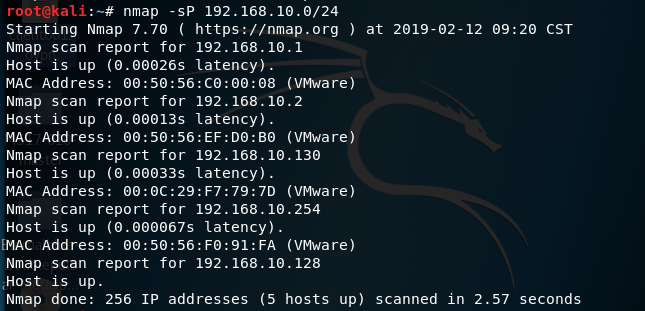 root@kali:~# nmap -sP 192.168.10.0/24
Starting Nmap 7.70 ( https://nmap.org ) at 2019-02-12 09:20 CST
Nmap scan report for 192.168.10.1
Host is up (0.00026s latency).
MAC Address: 00:50:56:C0:00:08 (VMware)
Nmap scan report for 192.168.10.2
Host is up (0.00013s latency).
MAC Address: 00:50:56:EF:D0:B0 (VMware)
Nmap scan report for 192.168.10.130
Host is up (0.00033s latency).
MAC Address: 00:0C:29:F7:79:7D (VMware)
Nmap scan report for 192.168.10.254
Host is up (0.000067s latency).
MAC Address: 00:50:56:F0:91:FA (VMware)
Nmap scan report for 192.168.10.128
Host is up.
Nmap done: 256 IP addresses (5 hosts up) scanned in 2.57 seconds